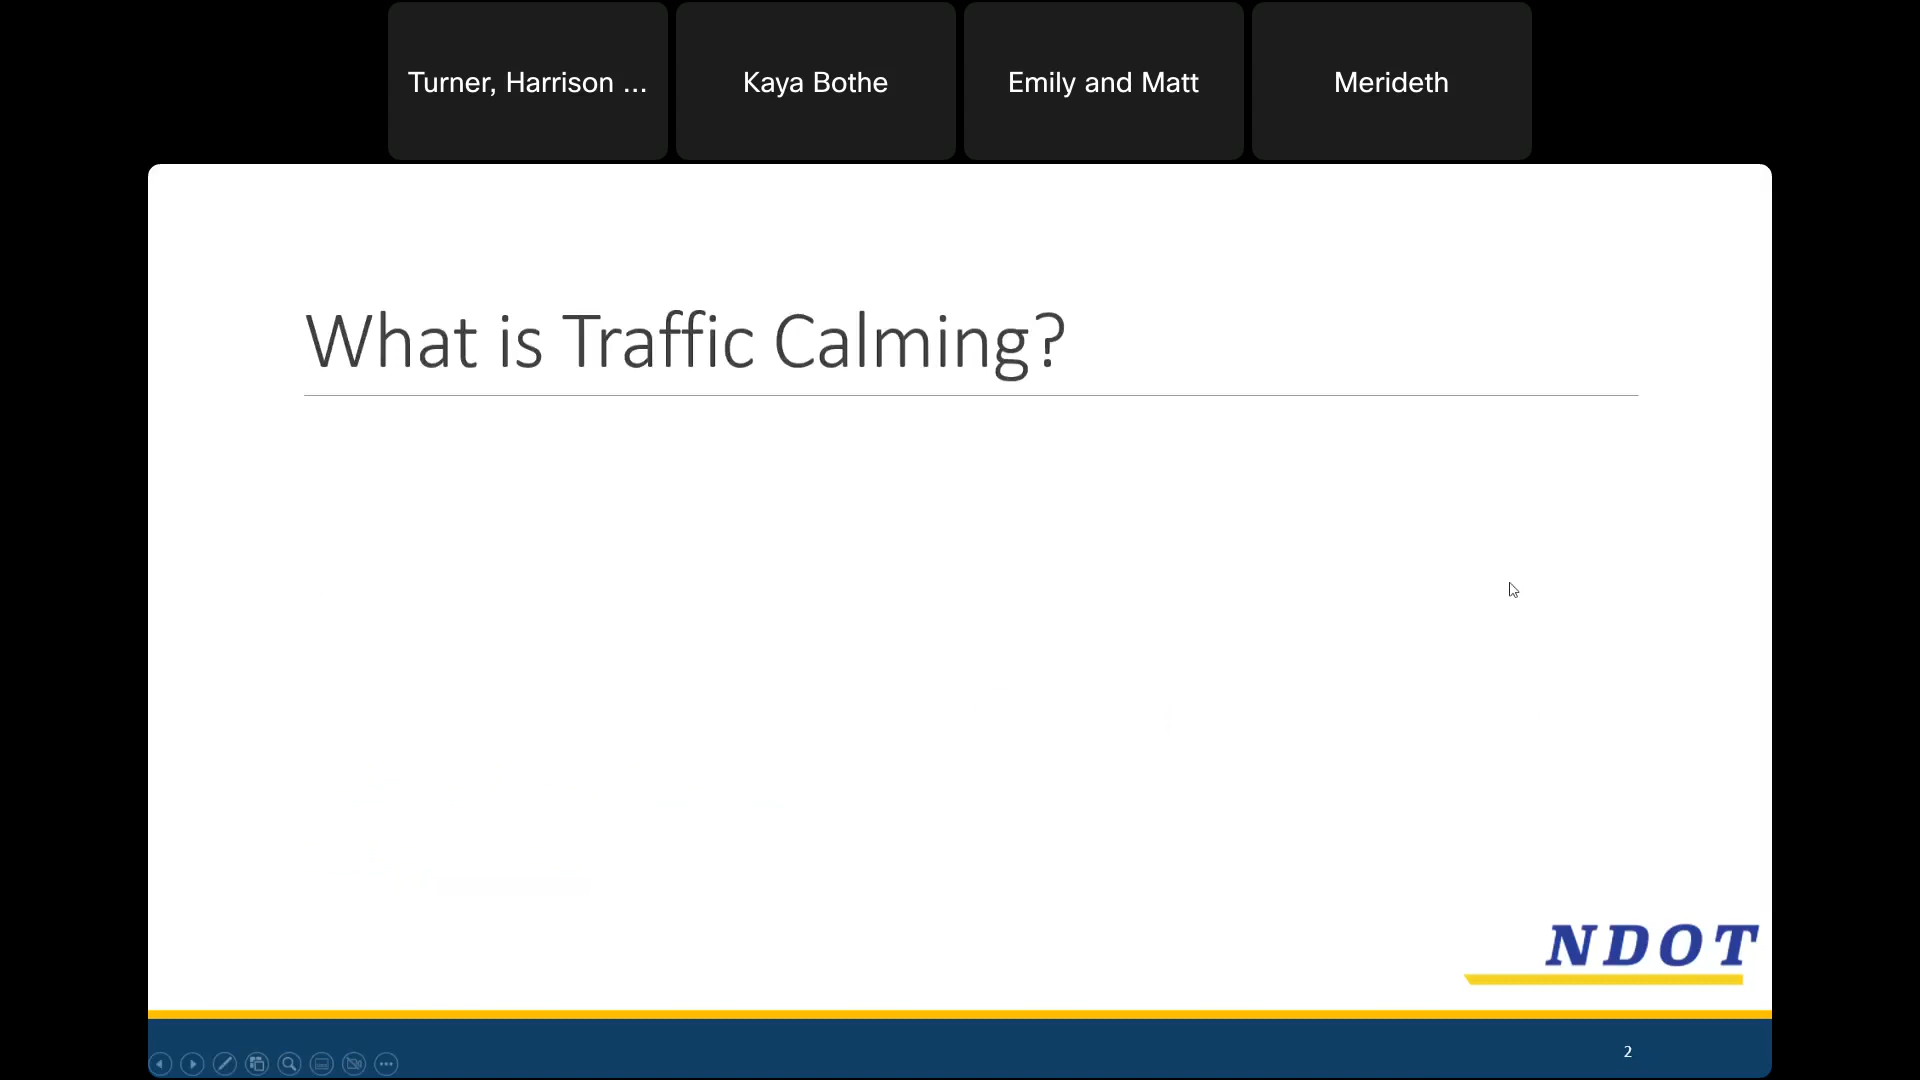 Turner, Harrison ...
Kaya Bothe
Emily and Matt
Merideth
What is Traffic Calming?
NDOT
2